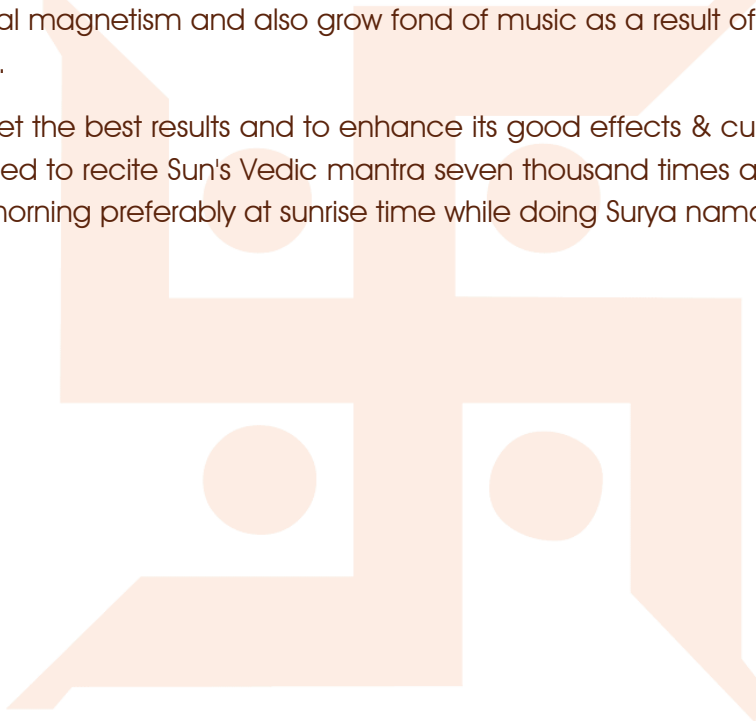 al magnetism and also grow fond of music as a result of
.
et the best results and to enhance its good effects & cu
ed to recite Sun's Vedic mantra seven thousand times a
morning preferably at sunrise time while doing Surya nama